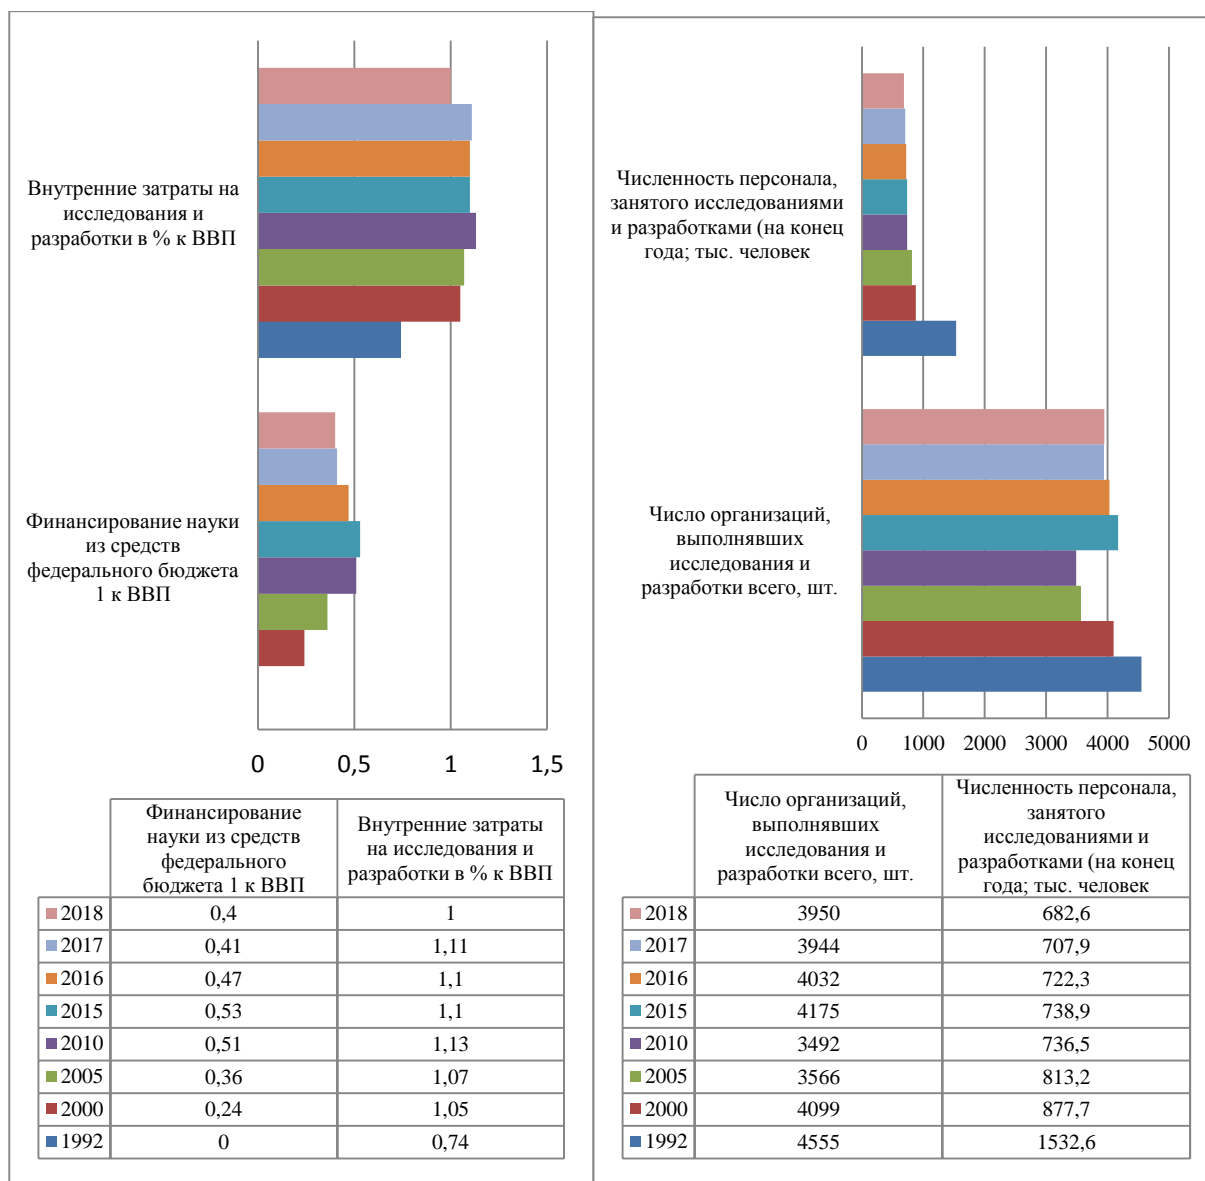 Внутренние затраты на
исследования и
разработки в % к ВВП
Финансирование науки
из средств
федерального бюджета
1 к ВВП
0 0,5 1 1,5
Финансирование
науки из средств
федерального
бюджета 1 к ВВП
Внутренние затраты
на исследования и
разработки в % к ВВП
2018 0,4 1
2017 0,41 1,11
2016 0,47 1,1
2015 0,53 1,1
2010 0,51 1,13
2005 0,36 1,07
2000 0,24 1,05
1992 0 0,74
Численность персонала,
занятого исследованиями
и разработками (на конец
года; тыс. человек
Число организаций,
выполнявших
исследования и
разработки всего, шт.
0 1000 2000 3000 4000 5000
Число организаций,
выполнявших
исследования и
разработки всего, шт.
Численность персонала,
занятого
исследованиями и
разработками (на конец
года; тыс. человек
2018 3950 682,6
2017 3944 707,9
2016 4032 722,3
2015 4175 738,9
2010 3492 736,5
2005 3566 813,2
2000 4099 877,7
1992 4555 1532,6